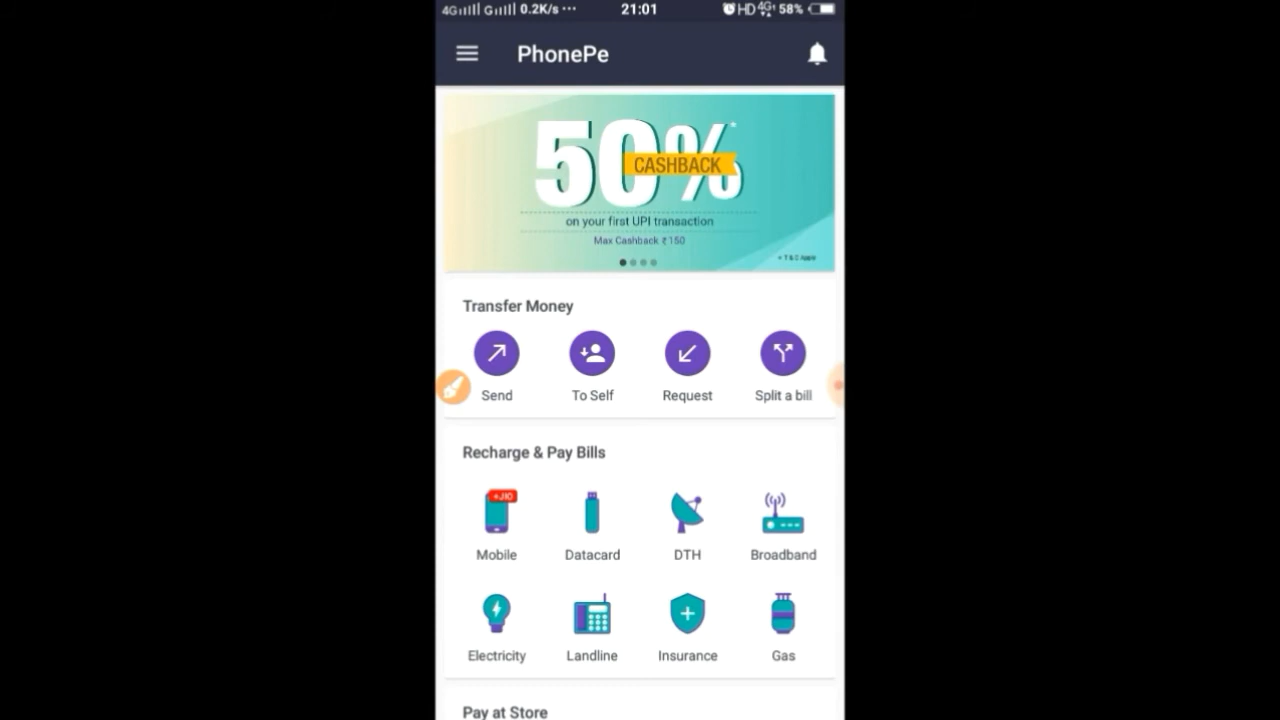 4G G 0.2K/s ··· 21:01 HD 4G 58%
PhonePe
50%*
CASHBACK
on your first UPI transaction
Max Cashback ₹150
* T & C Apply
Transfer Money
Send To Self Request Split a bill
Recharge & Pay Bills
+JIO
Mobile Datacard DTH Broadband
Electricity Landline Insurance Gas
Pay at Store